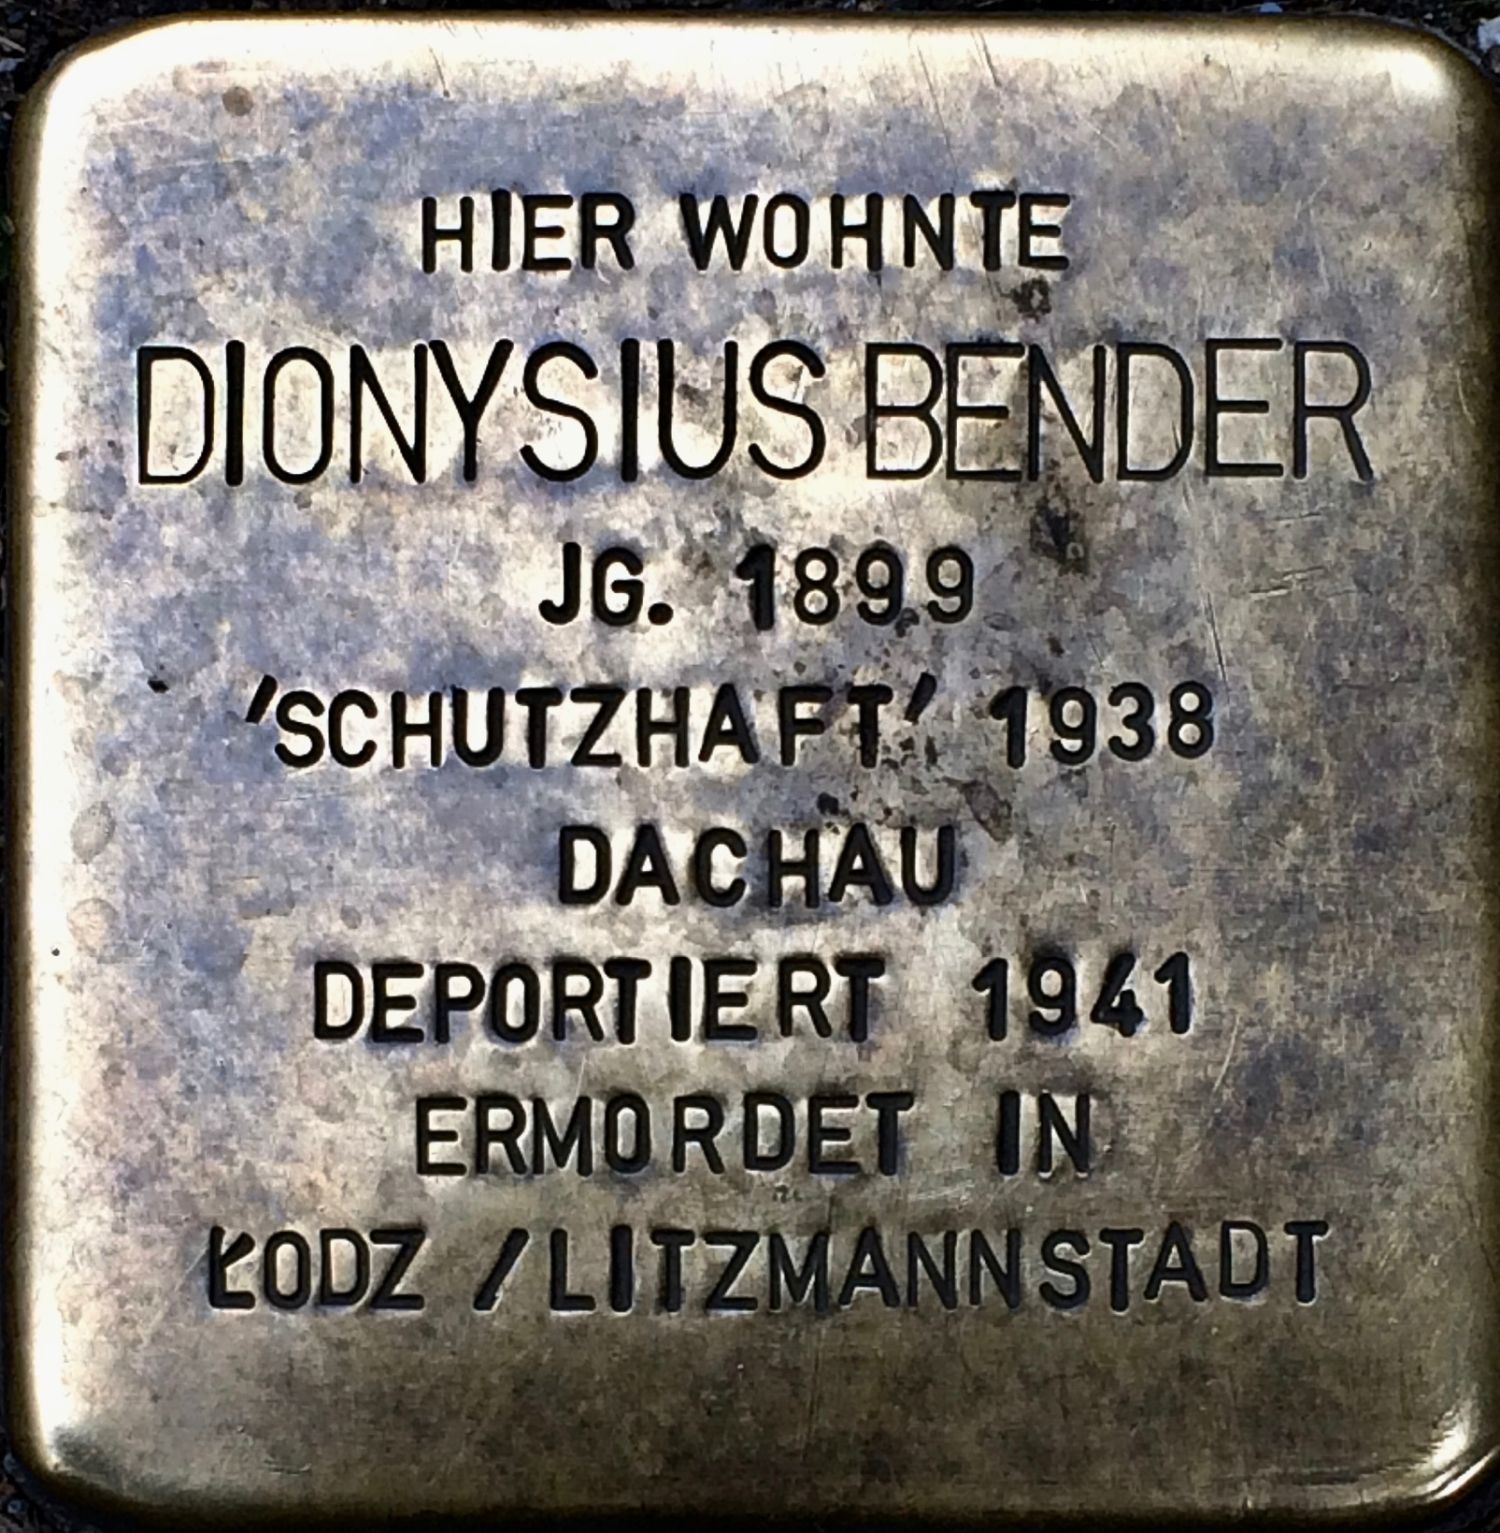 HIER WOHNTE
DIONYSIUS BENDER
JG. 1899
'SCHUTZHAFT' 1938
DACHAU
DEPORTIERT 1941
ERMORDET IN
ŁODZ / LITZMANNSTADT